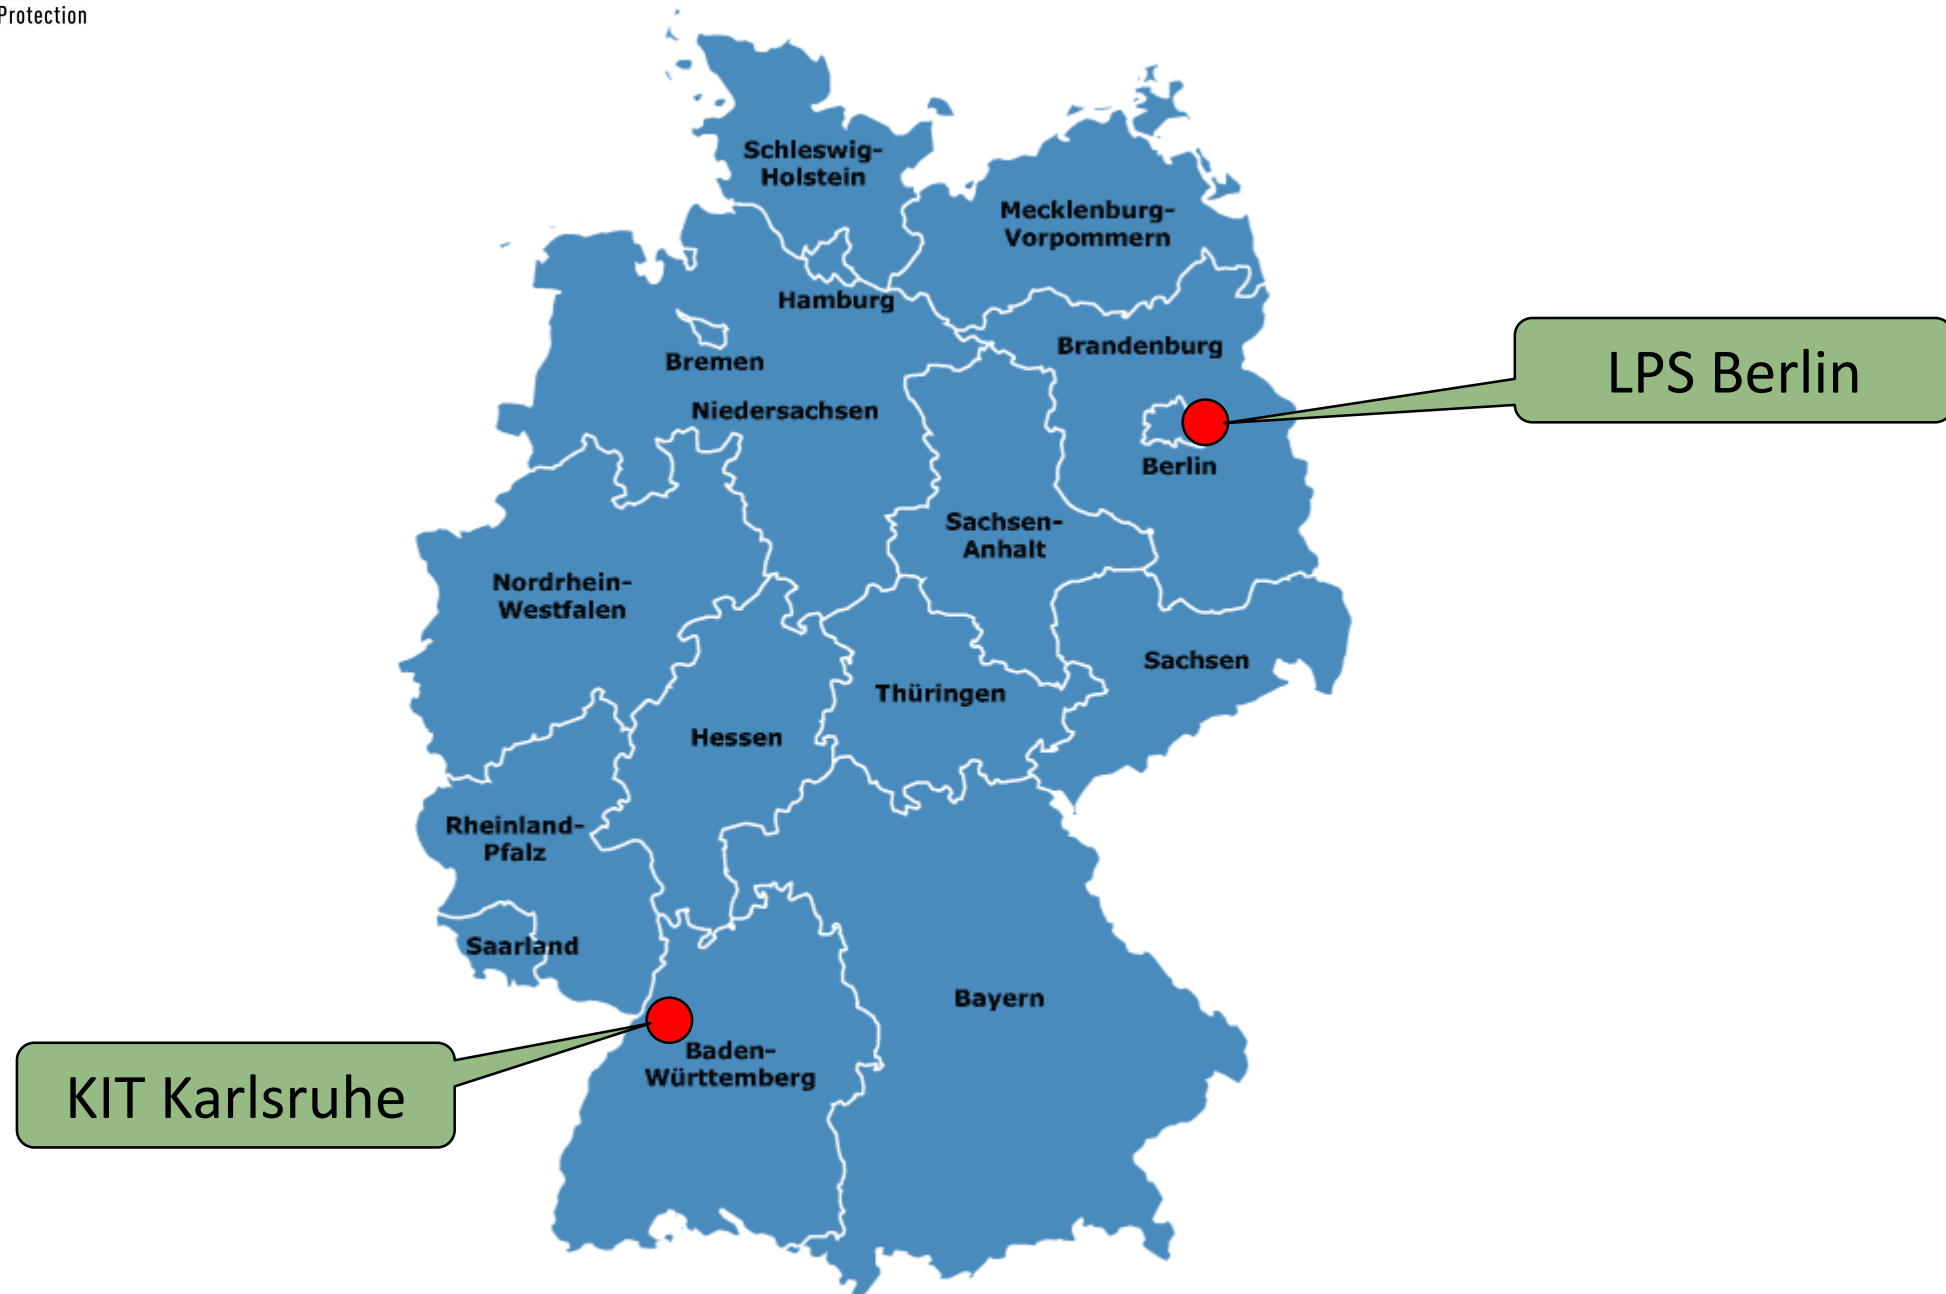 Protection
Schleswig-
Holstein
Mecklenburg-
Vorpommern
Hamburg
Brandenburg
Bremen
LPS Berlin
Niedersachsen
Berlin
Sachsen-
Anhalt
Nordrhein-
Westfalen
Sachsen
Thüringen
Hessen
Rheinland-
Pfalz
Saarland
Bayern
Baden-
Württemberg
KIT Karlsruhe